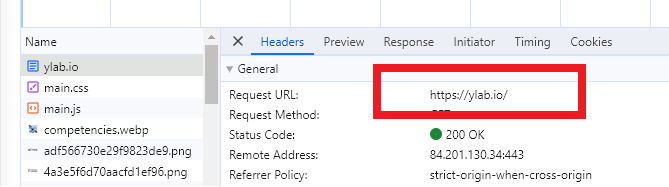 Name
Headers Preview Response Initiator Timing Cookies
ylab.io
General
main.css
Request URL: https://ylab.io/
main.js
Request Method:
competencies.webp
Status Code: 200 OK
adf566730e29f9823de9.png
Remote Address: 84.201.130.34:443
4a3e5f6d70aacfd1ef96.png
Referrer Policy: strict-origin-when-cross-origin